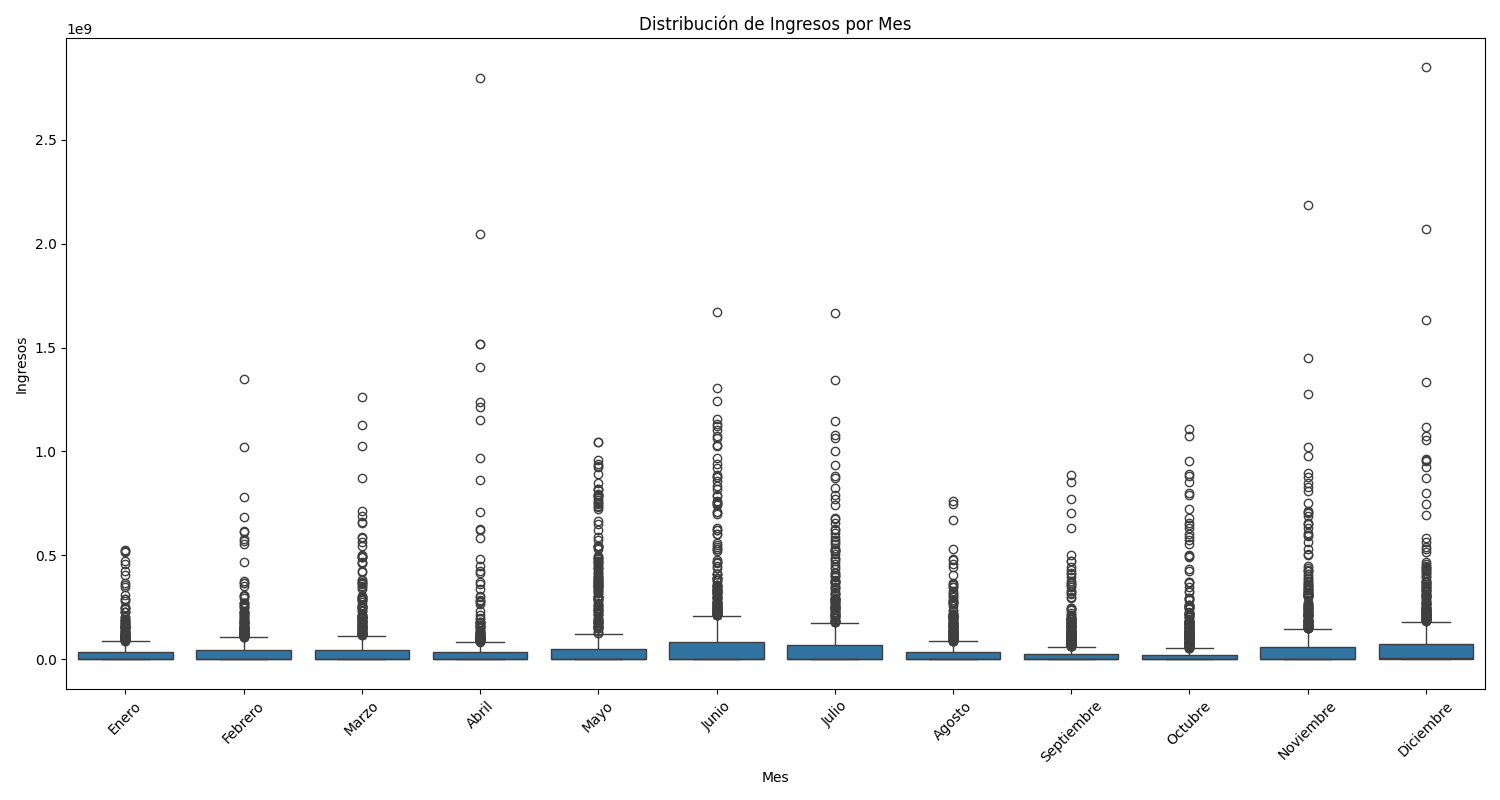 Distribución de Ingresos por Mes
1e9
2.5
2.0
1.5
1.0
0.5
0.0
Ingresos
Enero
Febrero
Marzo
Abril
Mayo
Junio
Julio
Agosto
Septiembre
Octubre
Noviembre
Diciembre
Mes